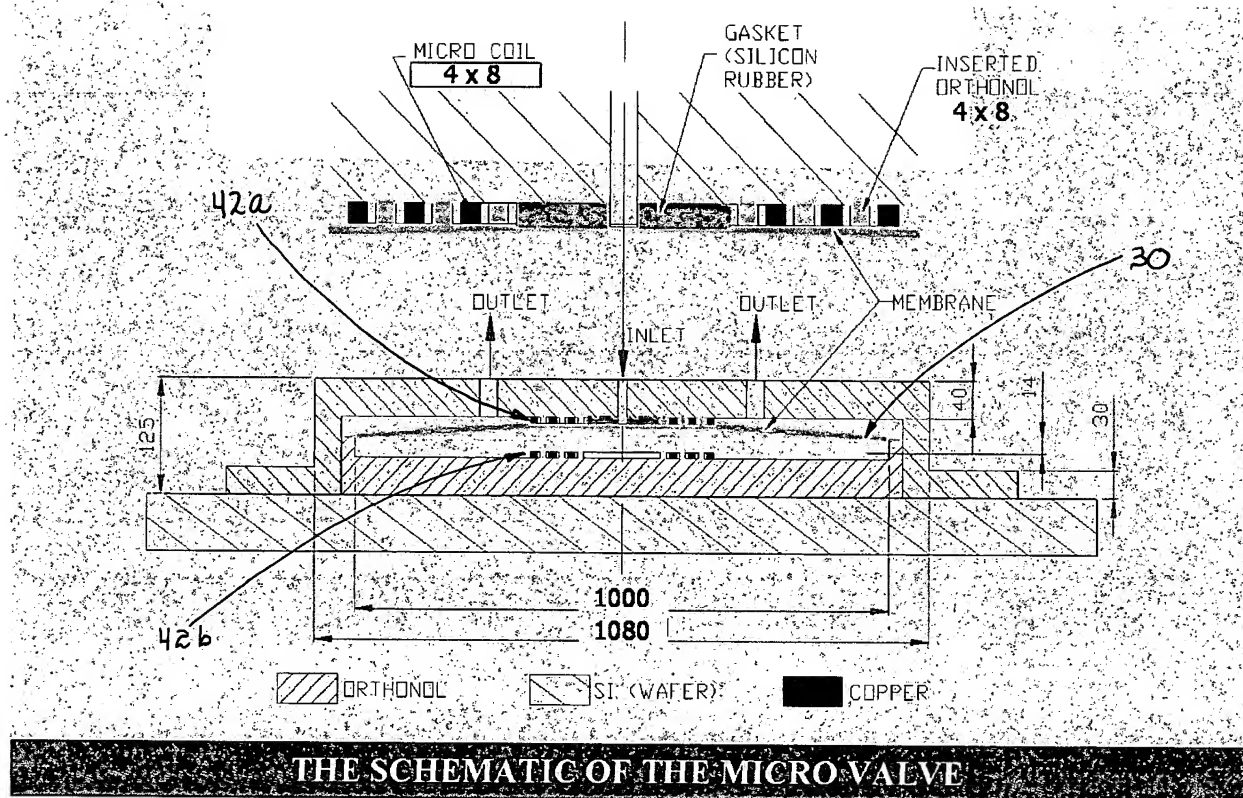 MICRO COIL
4 x 8
GASKET
(SILICON
RUBBER)
INSERTED
ORTHONOL
4 x 8
42a
30
OUTLET
OUTLET
MEMBRANE
INLET
125
40
14
30
1000
1080
42b
ORTHONOL
SI (WAFER)
COPPER
THE SCHEMATIC OF THE MICRO VALVE